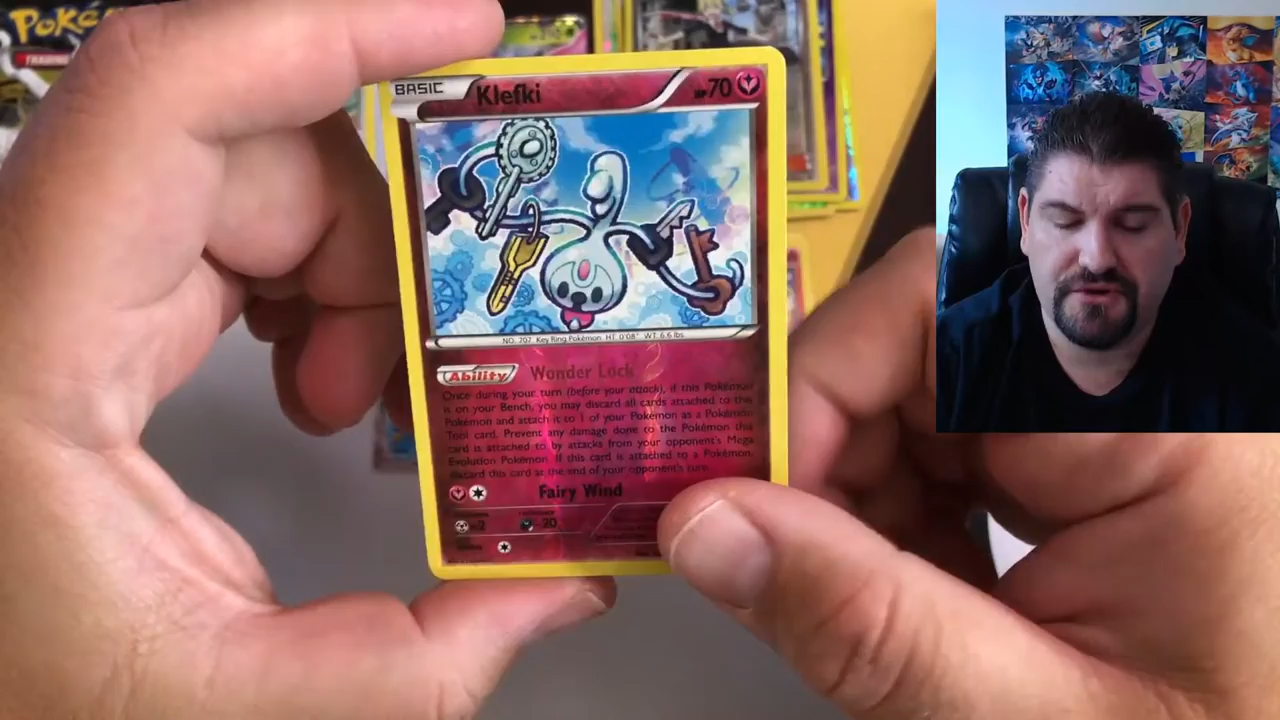 Poké
BASIC
Klefki
HP70
NO. 707 Key Ring Pokémon HT: 0'08" WT: 6.6 lbs.
Ability Wonder Lock
Once during your turn (before your attack), if this Pokémon
is on your Bench, you may discard all cards attached to this
Pokémon and attach it to 1 of your Pokémon as a Pokémon
Tool card. Prevent any damage done to the Pokémon this
card is attached to by attacks from your opponent's Mega
Evolution Pokémon. If this card is attached to a Pokémon,
discard this card at the end of your opponent's turn.
Fairy Wind
×2
-20